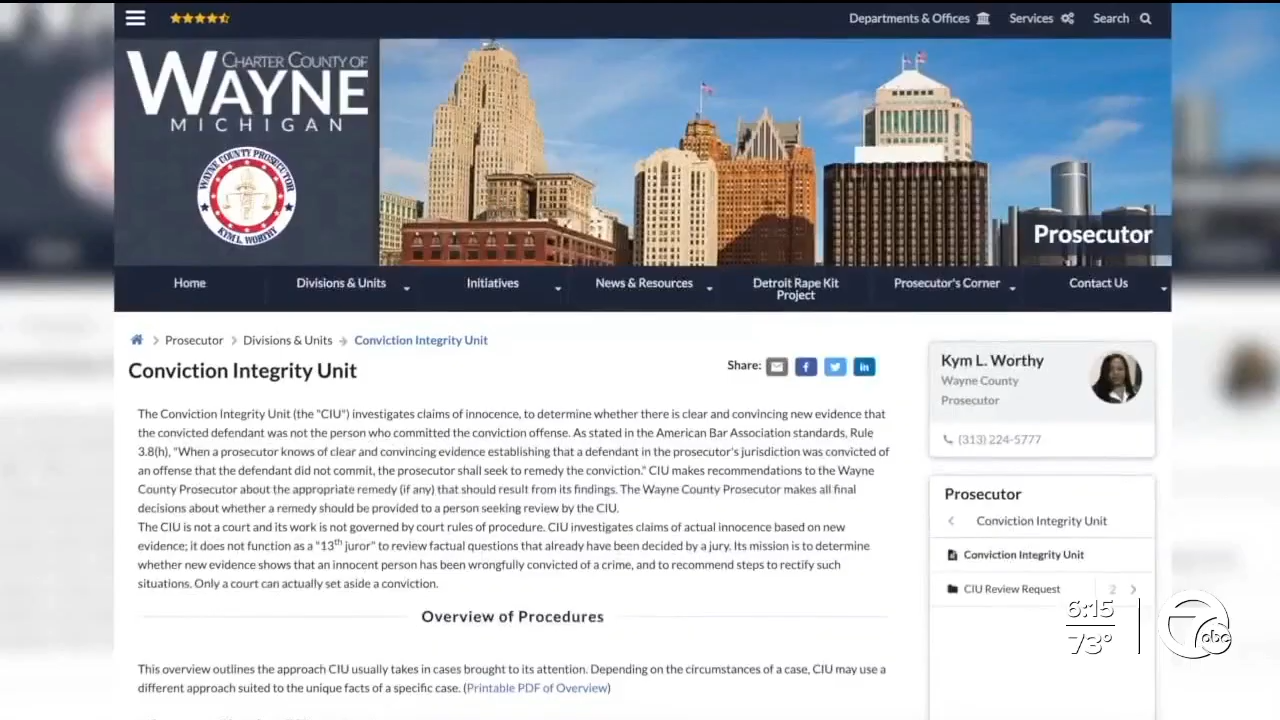 Departments & Offices
Services
Search
CHARTER COUNTY OF
WAYNE
MICHIGAN
WAYNE COUNTY PROSECUTOR
KYM L. WORTHY
Prosecutor
Home
Divisions & Units
Initiatives
News & Resources
Detroit Rape Kit
Project
Prosecutor's Corner
Contact Us
Prosecutor
Divisions & Units
Conviction Integrity Unit
Conviction Integrity Unit
Share:
The Conviction Integrity Unit (the "CIU") investigates claims of innocence, to determine whether there is clear and convincing new evidence that
the convicted defendant was not the person who committed the conviction offense. As stated in the American Bar Association standards, Rule
3.8(h), "When a prosecutor knows of clear and convincing evidence establishing that a defendant in the prosecutor's jurisdiction was convicted of
an offense that the defendant did not commit, the prosecutor shall seek to remedy the conviction." CIU makes recommendations to the Wayne
County Prosecutor about the appropriate remedy (if any) that should result from its findings. The Wayne County Prosecutor makes all final
decisions about whether a remedy should be provided to a person seeking review by the CIU.
The CIU is not a court and its work is not governed by court rules of procedure. CIU investigates claims of actual innocence based on new
evidence; it does not function as a "13th juror" to review factual questions that already have been decided by a jury. Its mission is to determine
whether new evidence shows that an innocent person has been wrongfully convicted of a crime, and to recommend steps to rectify such
situations. Only a court can actually set aside a conviction.
Overview of Procedures
This overview outlines the approach CIU usually takes in cases brought to its attention. Depending on the circumstances of a case, CIU may use a
different approach suited to the unique facts of a specific case. (Printable PDF of Overview)
Kym L. Worthy
Wayne County
Prosecutor
(313) 224-5777
Prosecutor
Conviction Integrity Unit
Conviction Integrity Unit
CIU Review Request 2
6:15
73°
7
abc